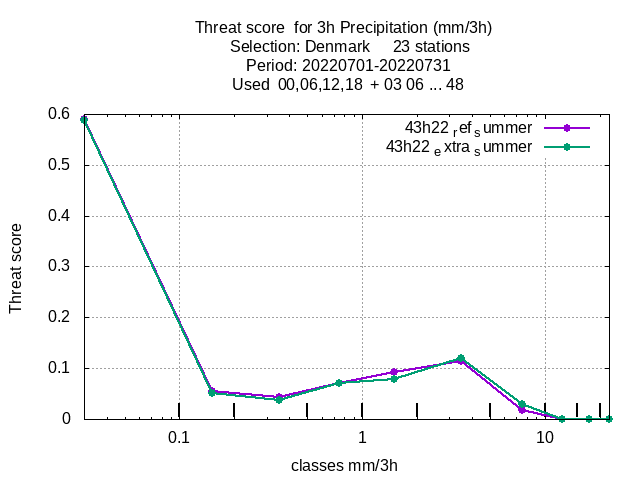 Threat score  for 3h Precipitation (mm/3h)
Selection: Denmark     23 stations
Period: 20220701-20220731
Used  00,06,12,18  + 03 06 ... 48
43h22 ref summer
43h22 extra summer
0.6
0.5
0.4
0.3
0.2
0.1
0
Threat score
0.1 1 10
classes mm/3h